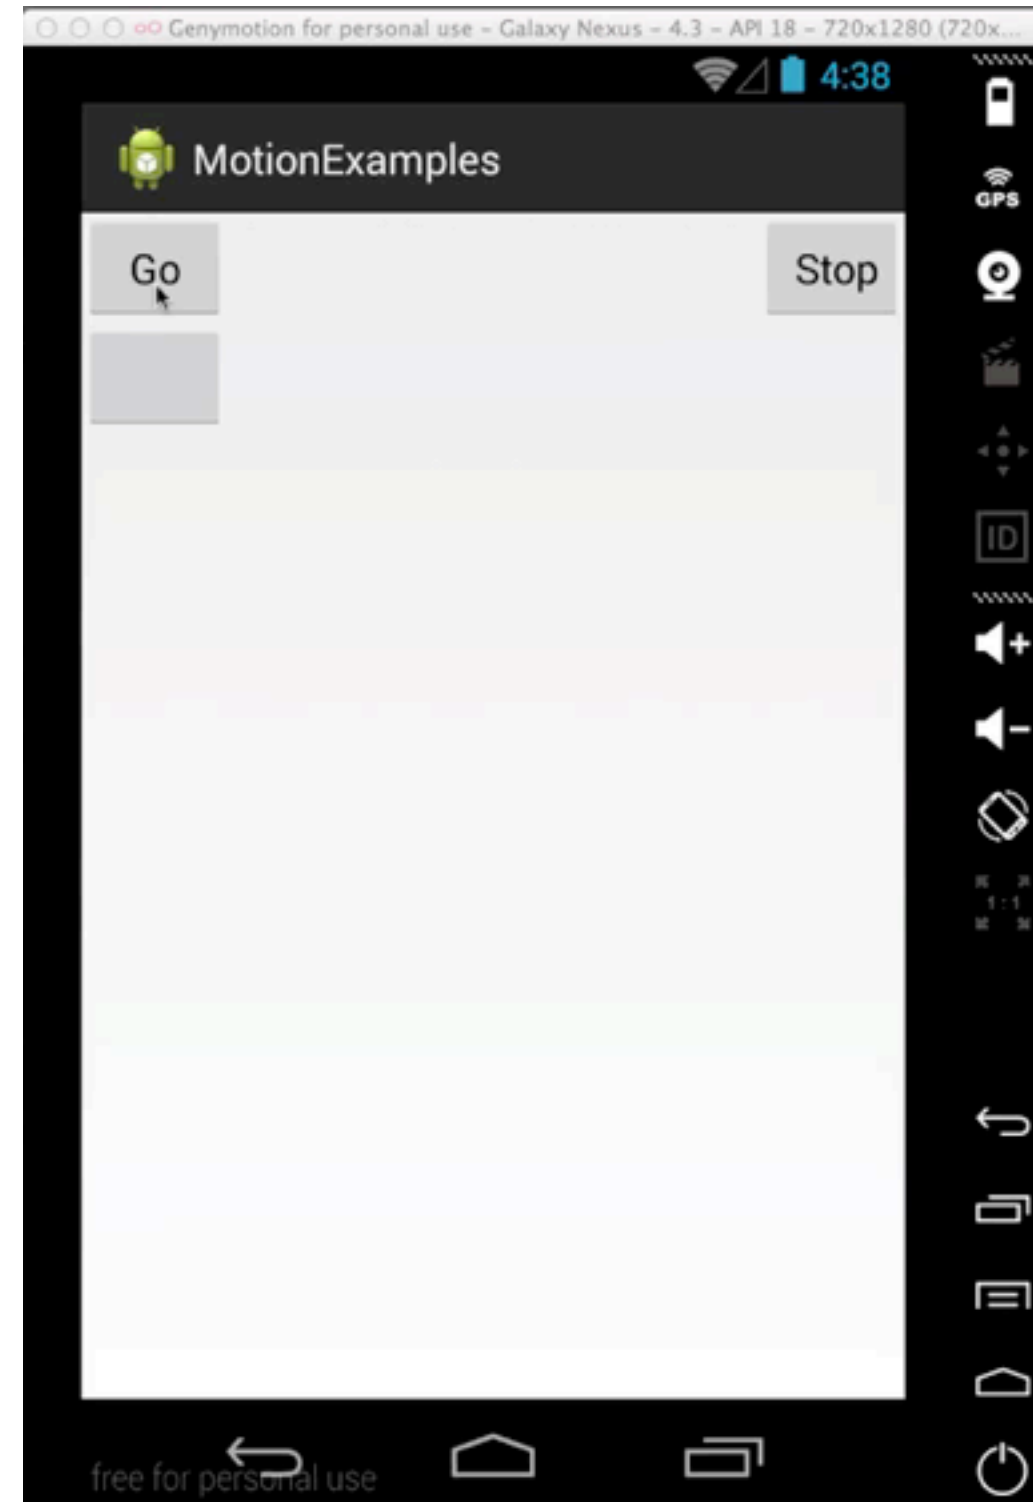 Genymotion for personal use – Galaxy Nexus – 4.3 – API 18 – 720x1280 (720x...
4:38
MotionExamples
GPS
Go
Stop
ID
1:1
free for personal use